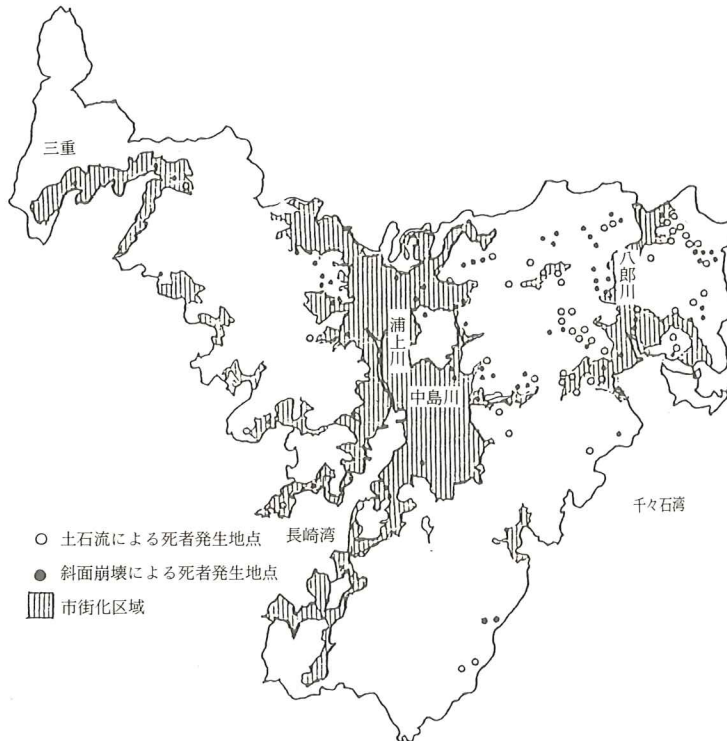 三重
八郎川
浦上川
中島川
千々石湾
長崎湾
土石流による死者発生地点
斜面崩壊による死者発生地点
市街化区域